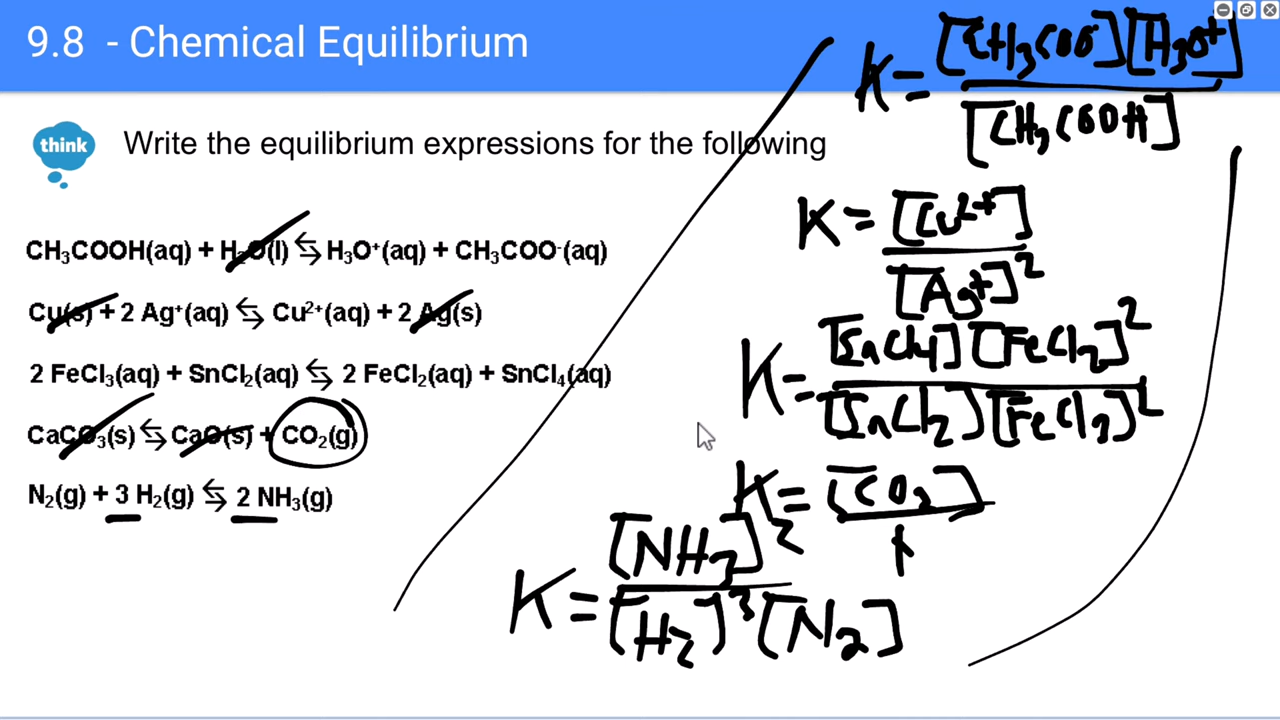 9.8 - Chemical Equilibrium
think
Write the equilibrium expressions for the following
CH₃COOH(aq) + H₂O(l) ⇆ H₃O⁺(aq) + CH₃COO⁻(aq)
Cu(s) + 2 Ag⁺(aq) ⇆ Cu²⁺(aq) + 2 Ag(s)
2 FeCl₃(aq) + SnCl₂(aq) ⇆ 2 FeCl₂(aq) + SnCl₄(aq)
CaCO₃(s) ⇆ CaO(s) + CO₂(g)
N₂(g) + 3 H₂(g) ⇆ 2 NH₃(g)
K = [CH₃COO⁻][H₃O⁺]
[CH₃COOH]
K = [Cu²⁺]
[Ag⁺]²
K = [SnCl₄][FeCl₂]²
[SnCl₂][FeCl₃]²
K = [CO₂]
1
K = [NH₃]²
[H₂]³[N₂]